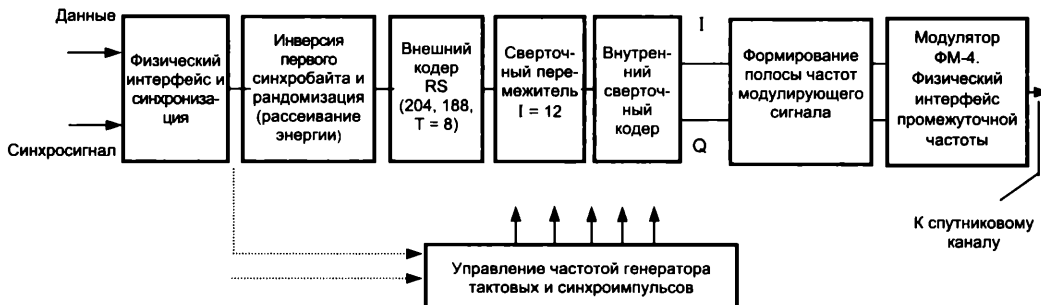 Данные
Синхросигнал
Физический
интерфейс и
синхрониза-
ция
Инверсия
первого
синхробайта и
рандомизация
(рассеивание
энергии)
Внешний
кодер
RS
(204, 188,
T = 8)
Сверточ-
ный пере-
межитель
I = 12
Внутрен-
ний
сверточ-
ный
кодер
I
Q
Формирование
полосы частот
модулирующего
сигнала
Модулятор
ФМ-4.
Физический
интерфейс
промежуточной
частоты
К спутниковому
каналу
Управление частотой генератора
тактовых и синхроимпульсов